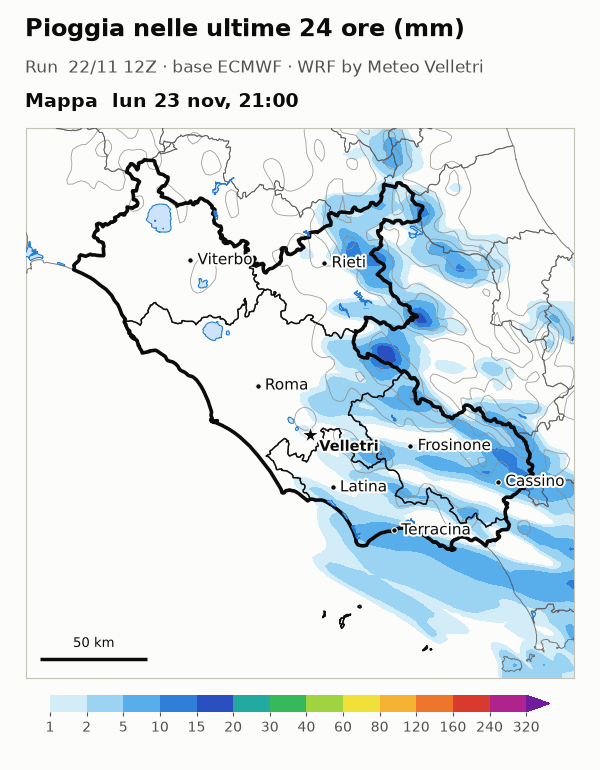 Pioggia nelle ultime 24 ore (mm)
Run  22/11 12Z · base ECMWF · WRF by Meteo Velletri
Mappa  lun 23 nov, 21:00
Viterbo
Rieti
Roma
Velletri
Frosinone
Cassino
Latina
Terracina
50 km
1 2 5 10 15 20 30 40 60 80 120 160 240 320